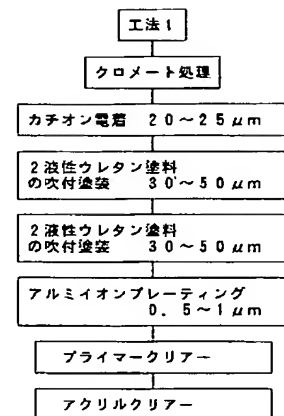 工法1
クロメート処理
カチオン電着 20~25μm
2液性ウレタン塗料
の吹付塗装 30~50μm
2液性ウレタン塗料
の吹付塗装 30~50μm
アルミイオンプレーティング
0.5~1μm
プライマークリアー
アクリルクリアー